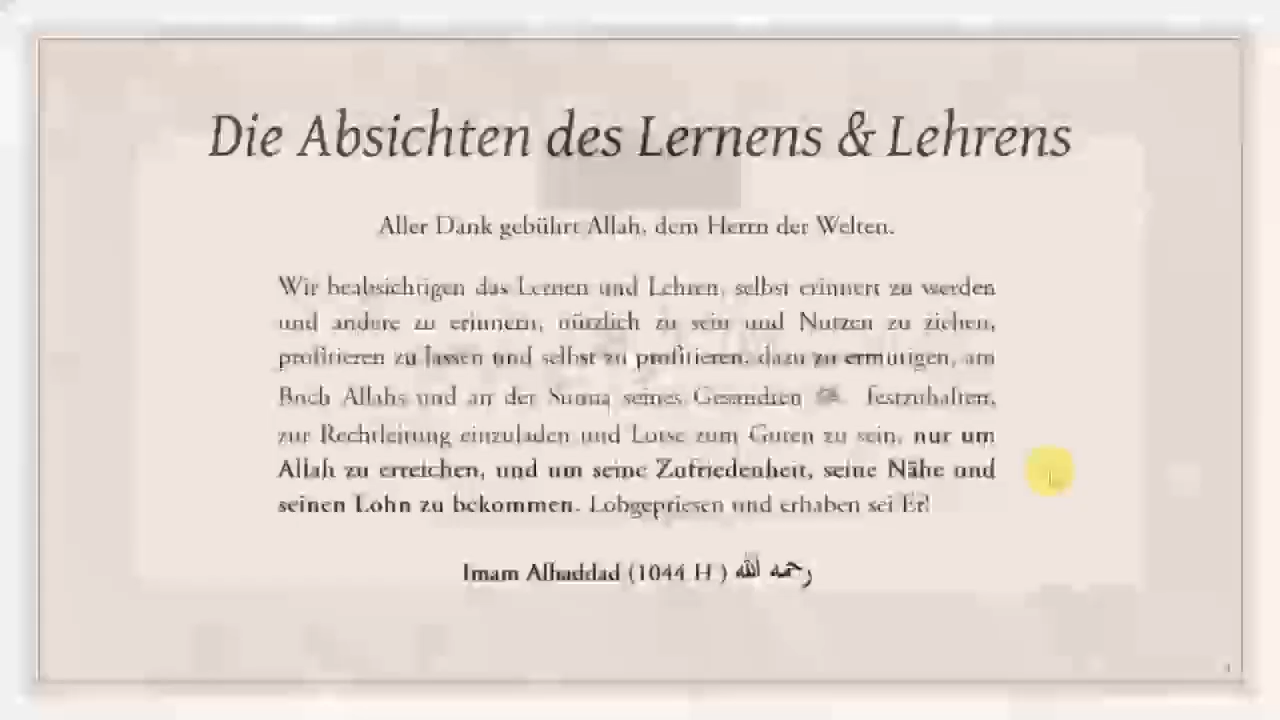 Die Absichten des Lernens & Lehrens
Aller Dank gebührt Allah, dem Herrn der Welten.
Wir beabsichtigen das Lernen und Lehren, selbst erinnert zu werden
und andere zu erinnern, nützlich zu sein und Nutzen zu ziehen,
profitieren zu lassen und selbst zu profitieren, dazu zu ermutigen, am
Buch Allahs und an der Sunna seines Gesandten ﷺ festzuhalten,
zur Rechtleitung einzuladen und Lotse zum Guten zu sein, nur um
Allah zu erreichen, und um seine Zufriedenheit, seine Nähe und
seinen Lohn zu bekommen. Lobgepriesen und erhaben sei Er!
Imam Alhaddad (1044 H.) رحمه الله